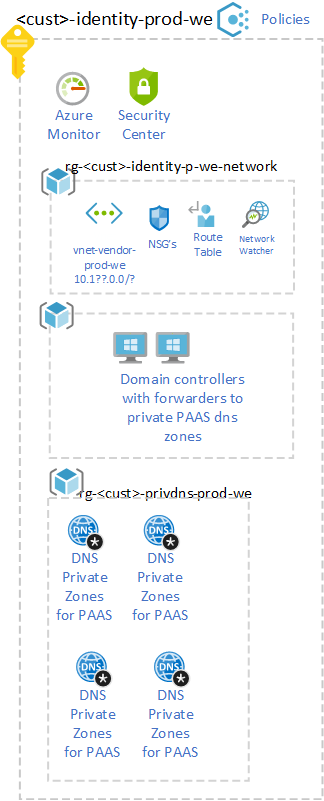 <cust>-identity-prod-we
Policies
Azure
Monitor
Security
Center
rg-<cust>-identity-p-we-network
vnet-vendor-
prod-we
10.1??.0.0/?
NSG's
Route
Table
Network
Watcher
Domain controllers
with forwarders to
private PAAS dns
zones
rg-<cust>-privdns-prod-we
DNS
DNS
Private
Zones
for PAAS
DNS
DNS
Private
Zones
for PAAS
DNS
DNS
Private
Zones
for PAAS
DNS
DNS
Private
Zones
for PAAS